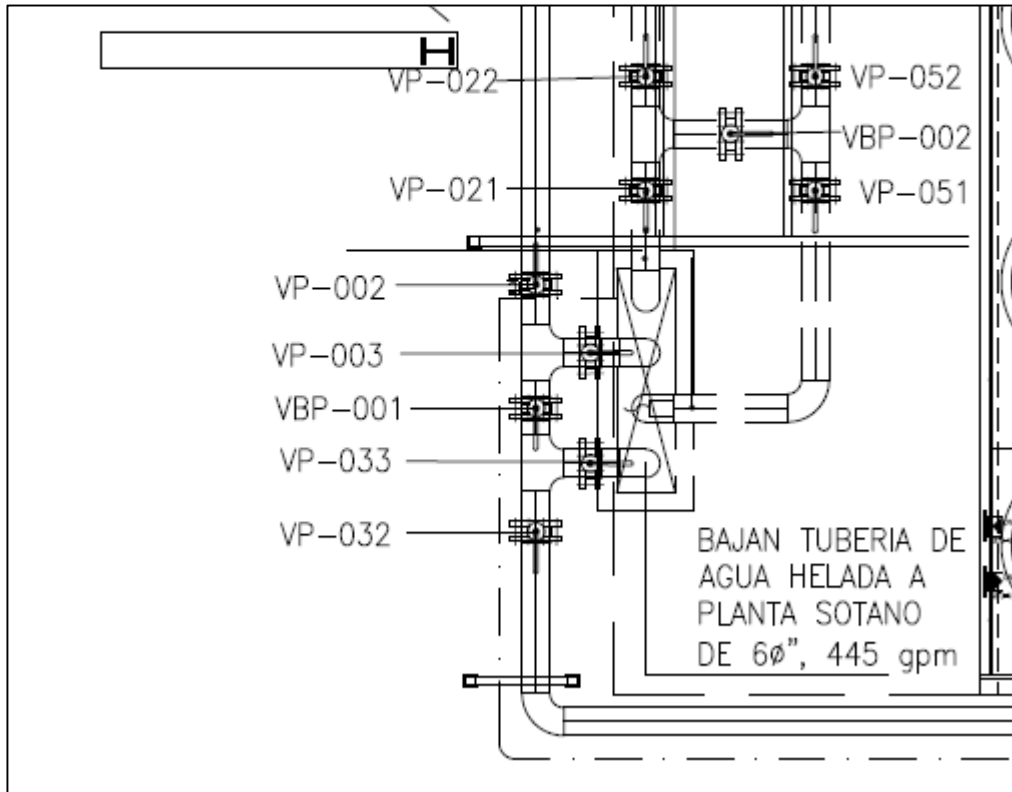 VP-022
VP-052
VBP-002
VP-021
VP-051
VP-002
VP-003
VBP-001
VP-033
VP-032
BAJAN TUBERIA DE
AGUA HELADA A
PLANTA SOTANO
DE 6ø", 445 gpm